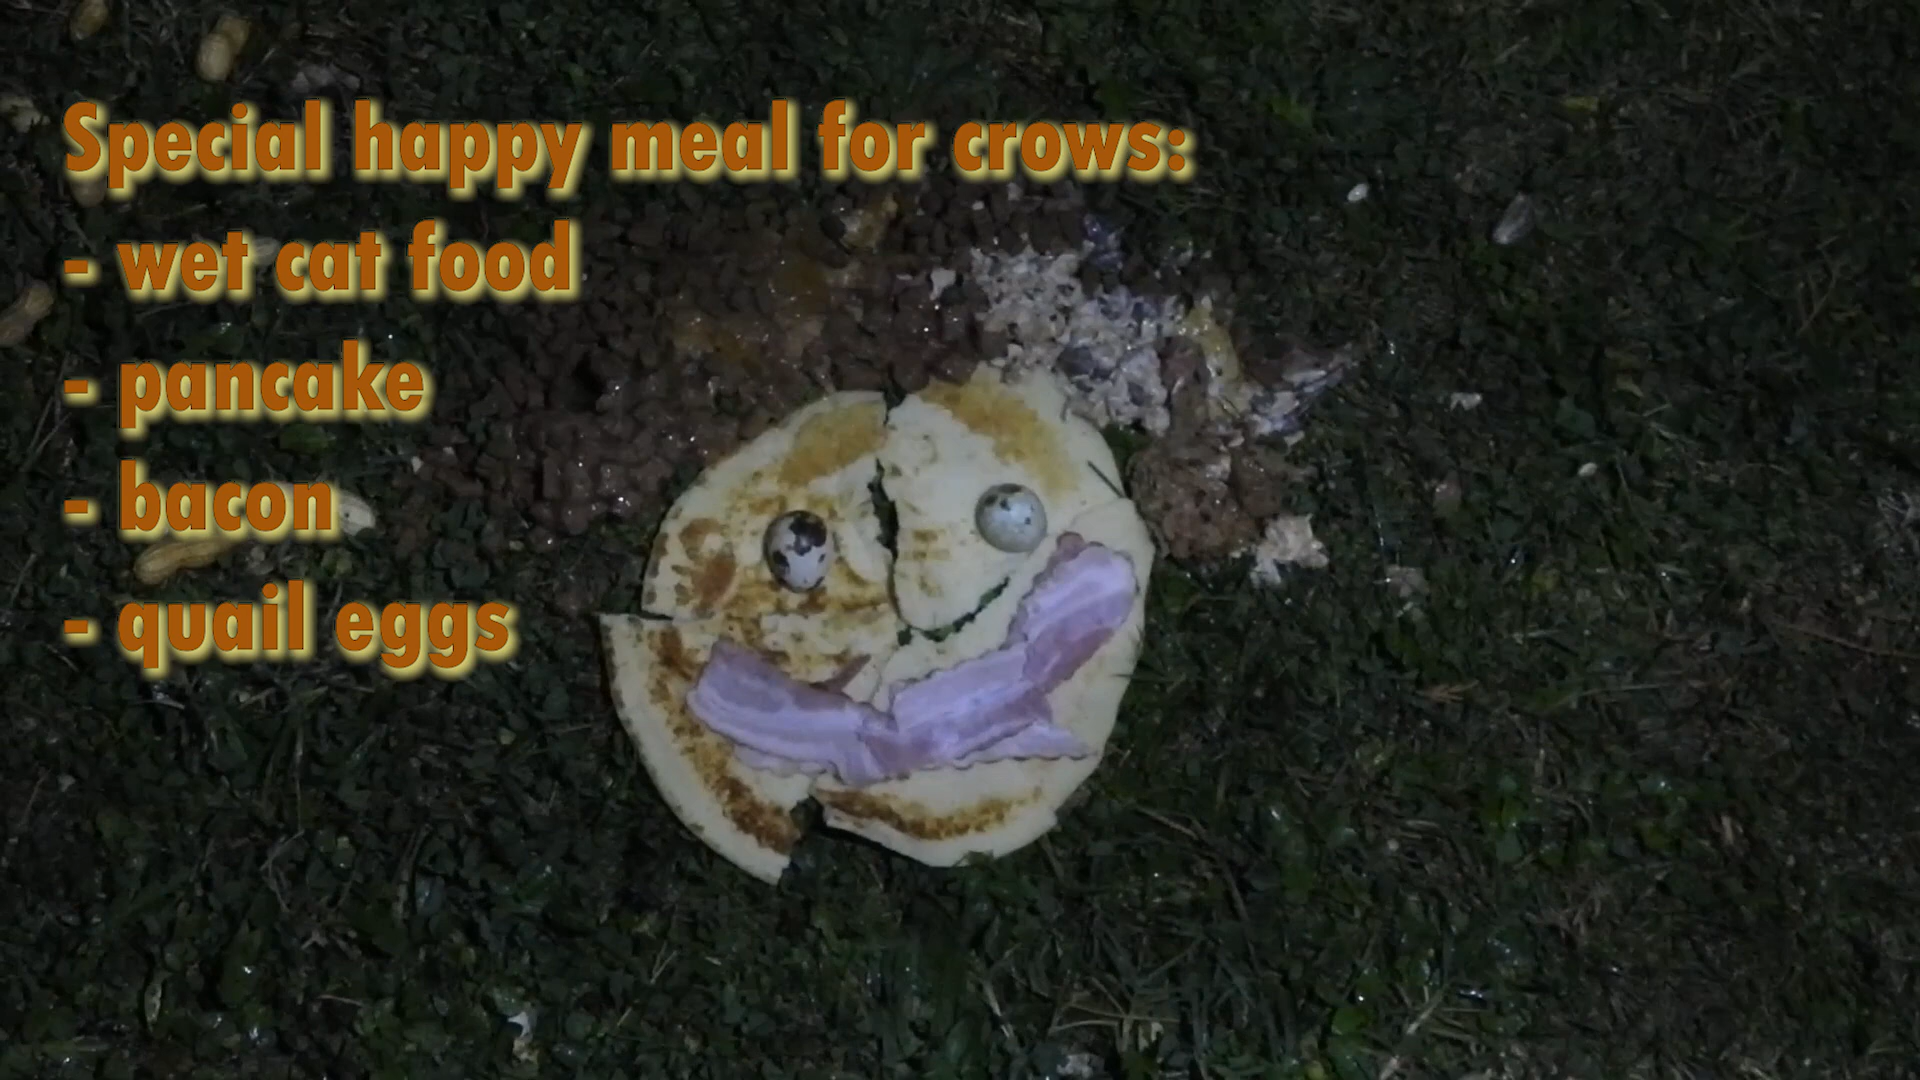 Special happy meal for crows:
- wet cat food
- pancake
- bacon
- quail eggs